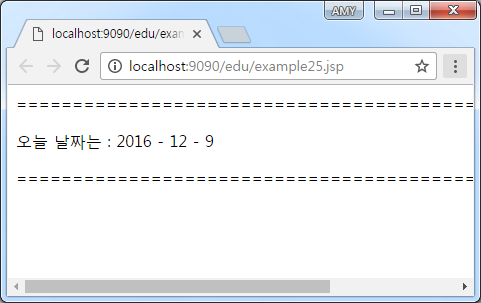 AMY
localhost:9090/edu/exam
localhost:9090/edu/example25.jsp
=========================================
오늘 날짜는 : 2016 - 12 - 9
=========================================